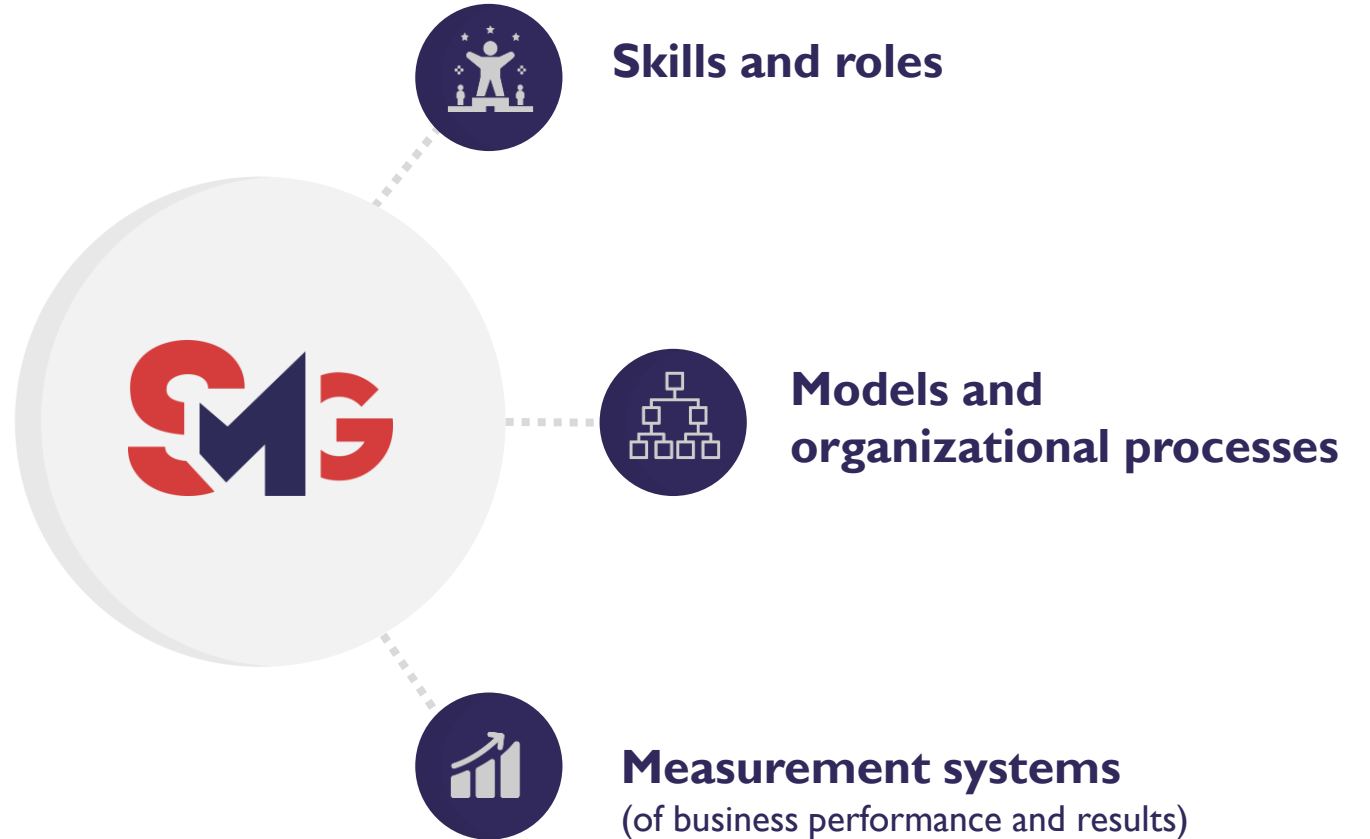 Skills and roles
SMG
Models and
organizational processes
Measurement systems
(of business performance and results)